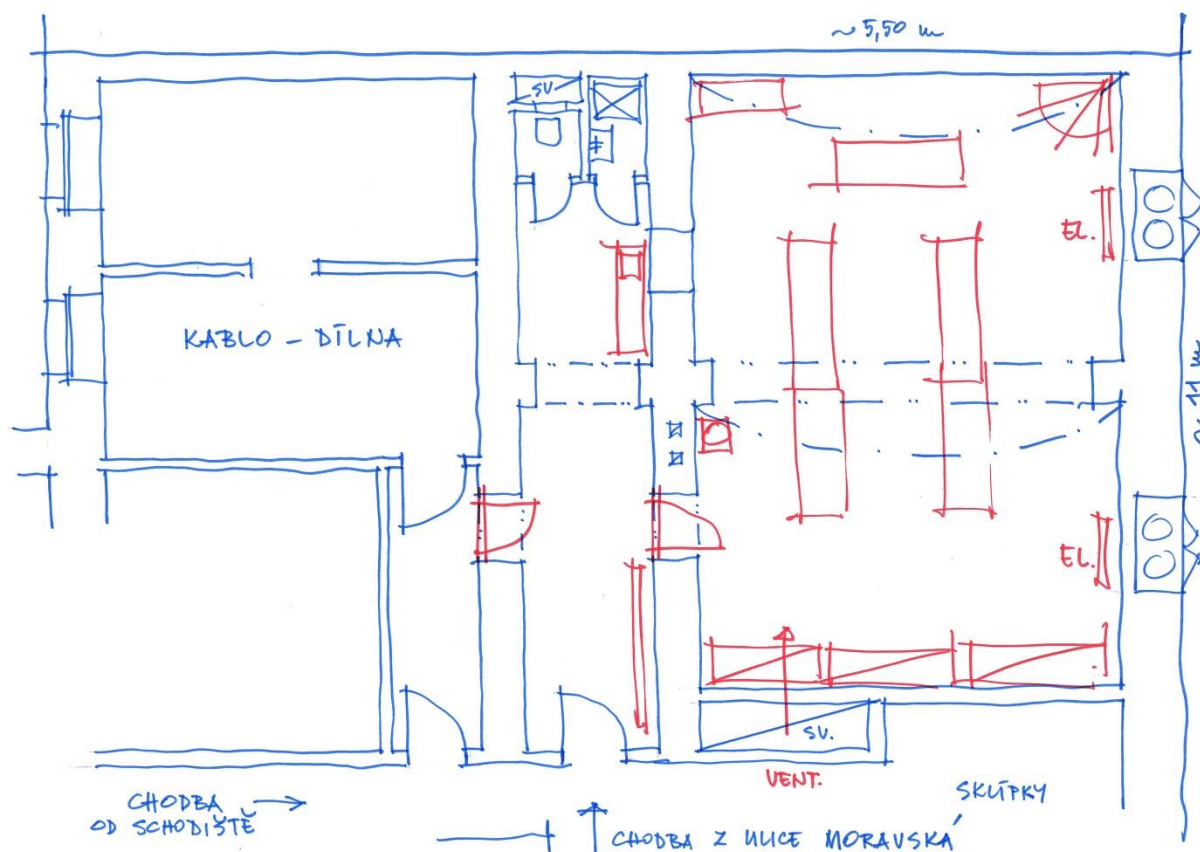 ~ 5,50 m
SV
EL.
KABLO - DÍLNA
EL.
SV.
VENT.
SKLÍPKY
CHODBA →
OD SCHODIŠTĚ
CHODBA Z ULICE MORAVSKÁ